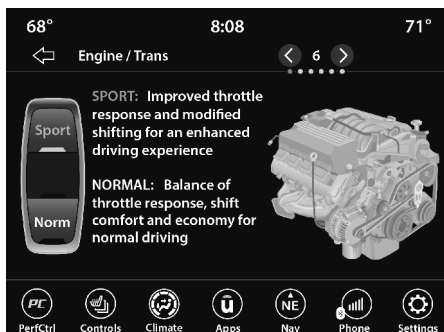 68° 8:08 71°
Engine / Trans 6
SPORT: Improved throttle
response and modified
shifting for an enhanced
driving experience
Sport
NORMAL: Balance of
throttle response, shift
comfort and economy for
normal driving
Norm
PC ū NE
PerfCtrl Controls Climate Apps Nav Phone Settings